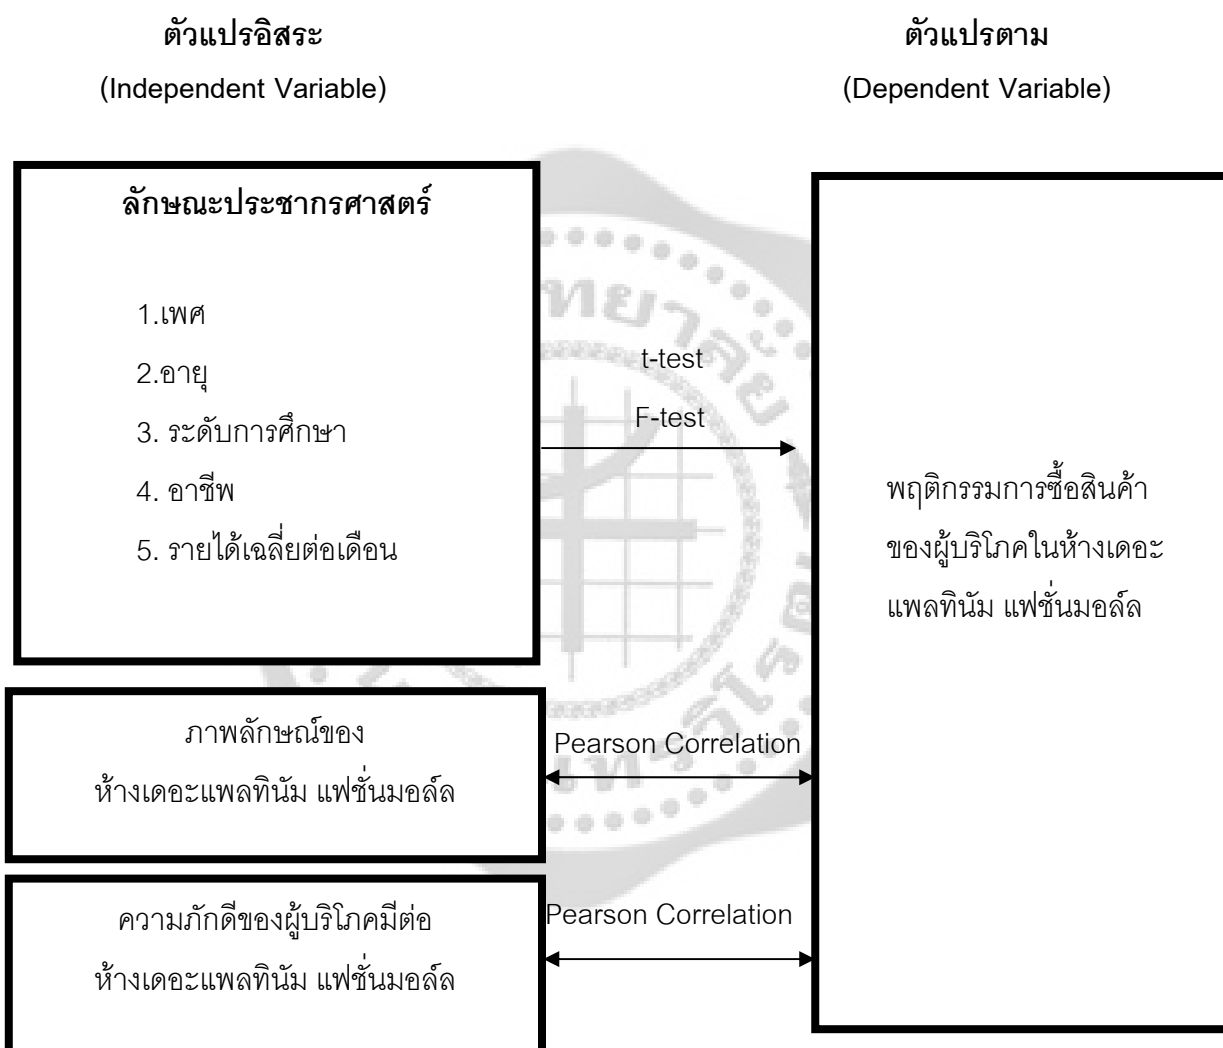 ตัวแปรอิสระ
(Independent Variable)
ตัวแปรตาม
(Dependent Variable)
ลักษณะประชากรศาสตร์
1.เพศ
2.อายุ
3. ระดับการศึกษา
4. อาชีพ
5. รายได้เฉลี่ยต่อเดือน
t-test
F-test
พฤติกรรมการซื้อสินค้า
ของผู้บริโภคในห้างเดอะ
แพลทินัม แฟชั่นมอล์ล
ภาพลักษณ์ของ
ห้างเดอะแพลทินัม แฟชั่นมอล์ล
Pearson Correlation
ความภักดีของผู้บริโภคมีต่อ
ห้างเดอะแพลทินัม แฟชั่นมอล์ล
Pearson Correlation